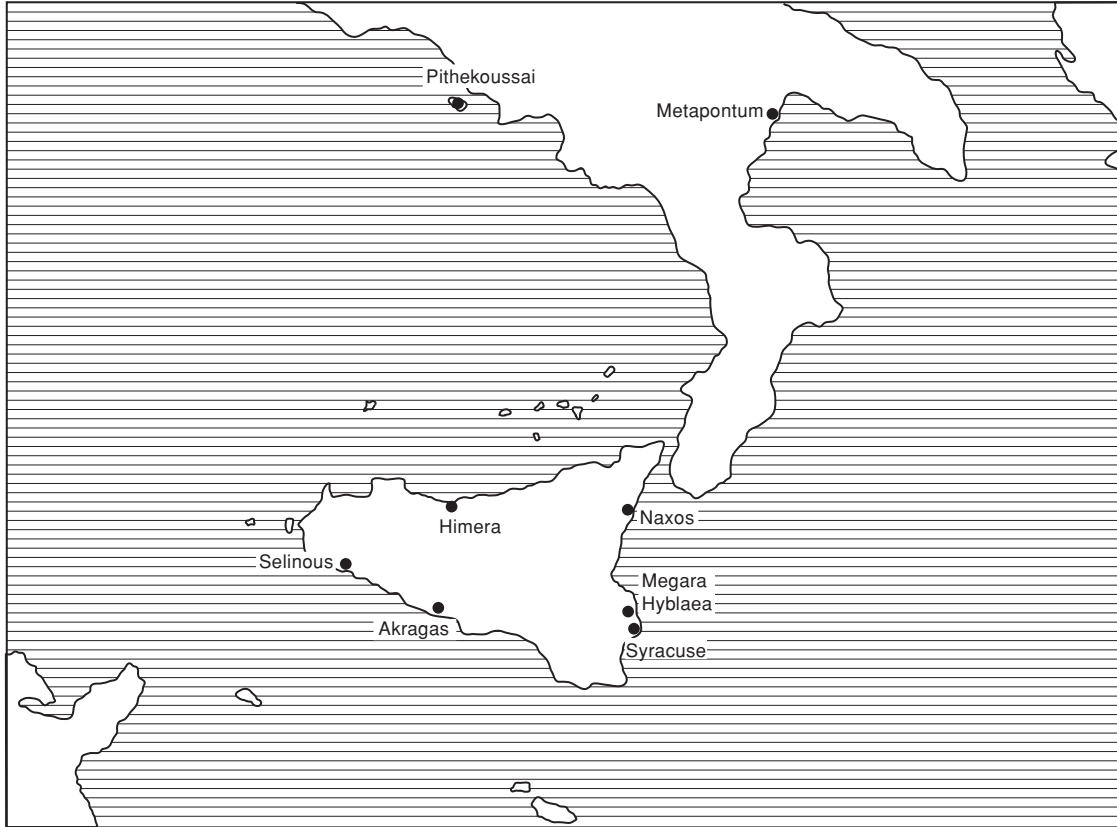 Pithekoussai
Metapontum
Himera
Naxos
Selinous
Megara
Hyblaea
Akragas
Syracuse